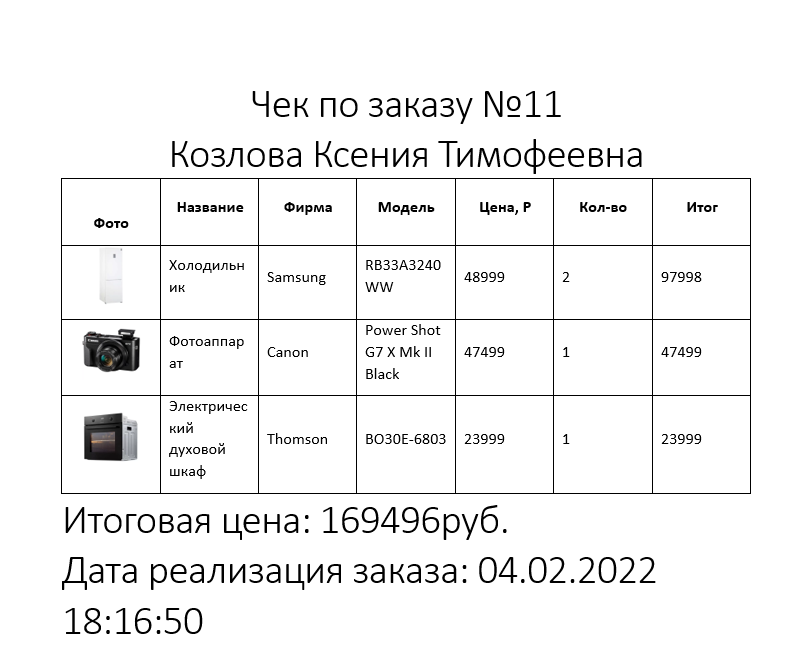 Чек по заказу №11
Козлова Ксения Тимофеевна
Фото Название Фирма Модель Цена, Р Кол-во Итог
Холодильн
ик
Samsung
RB33A3240
WW
48999
2
97998
Фотоаппар
ат
Canon
Power Shot
G7 X Mk II
Black
47499
1
47499
Электричес
кий
духовой
шкаф
Thomson
BO30E-6803
23999
1
23999
Итоговая цена: 169496руб.
Дата реализация заказа: 04.02.2022
18:16:50